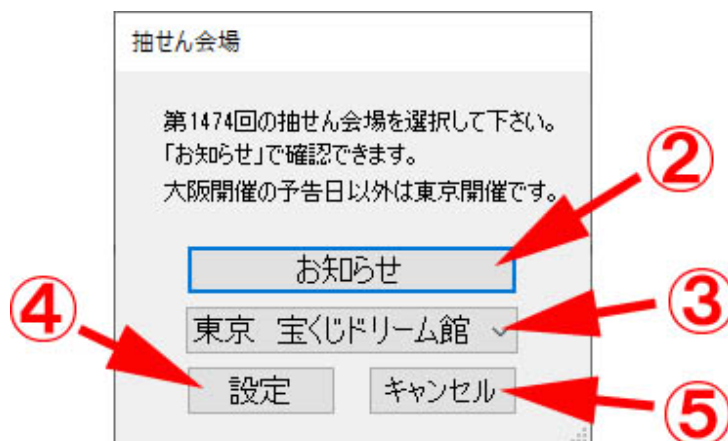 抽せん会場
第1474回の抽せん会場を選択して下さい。
「お知らせ」で確認できます。
大阪開催の予告日以外は東京開催です。
②
お知らせ
③
東京 宝くじドリーム館
④
設定
キャンセル
⑤